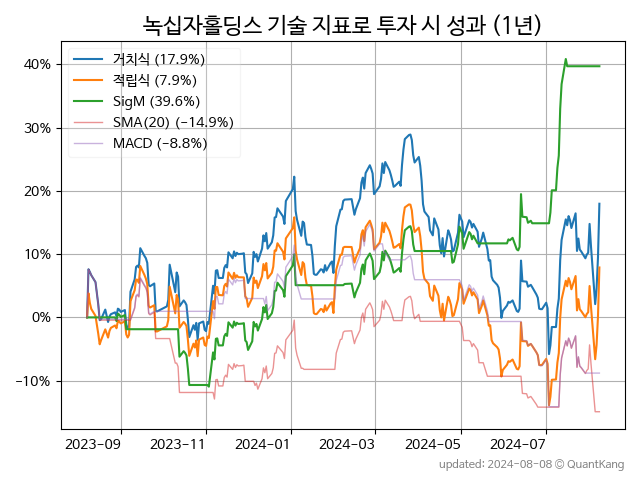 녹십자홀딩스 기술 지표로 투자 시 성과 (1년)
거치식 (17.9%)
적립식 (7.9%)
SigM (39.6%)
SMA(20) (−14.9%)
MACD (−8.8%)
40%
30%
20%
10%
0%
−10%
2023-09 2023-11 2024-01 2024-03 2024-05 2024-07
updated: 2024-08-08 © QuantKang